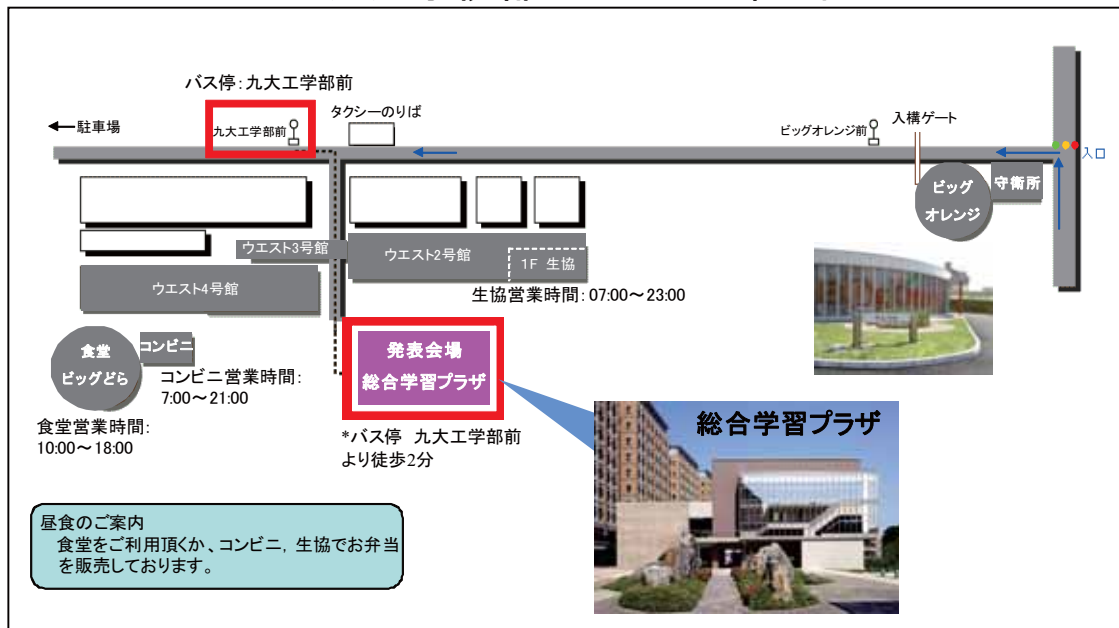 バス停：九大工学部前
←駐車場
九大工学部前
タクシーのりば
ビッグオレンジ前
入構ゲート
入口
ビッグ
オレンジ
守衛所
ウエスト3号館
ウエスト2号館
1F 生協
ウエスト4号館
生協営業時間：07:00～23:00
食堂
ビッグどら
コンビニ
コンビニ営業時間：
7:00～21:00
食堂営業時間：
10:00～18:00
発表会場
総合学習プラザ
*バス停 九大工学部前
より徒歩2分
総合学習プラザ
昼食のご案内
食堂をご利用頂くか、コンビニ，生協でお弁当
を販売しております。